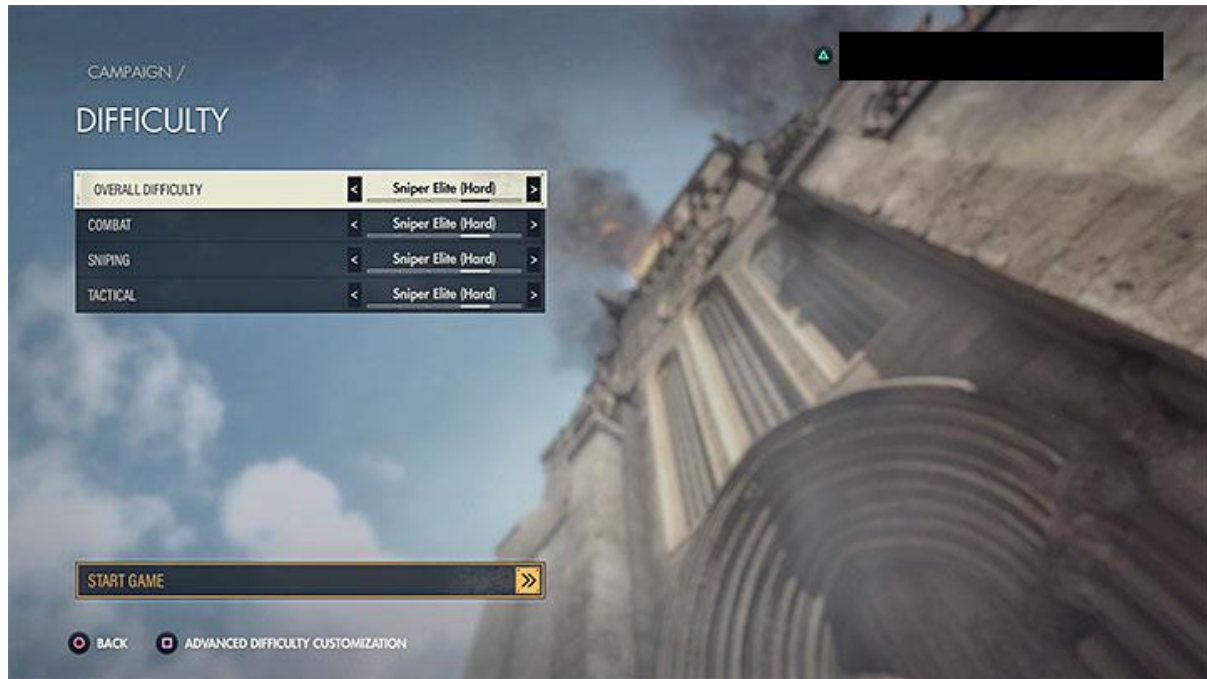 CAMPAIGN /
DIFFICULTY
OVERALL DIFFICULTY < Sniper Elite (Hard) >
COMBAT < Sniper Elite (Hard) >
SNIPING < Sniper Elite (Hard) >
TACTICAL < Sniper Elite (Hard) >
START GAME
BACK ADVANCED DIFFICULTY CUSTOMIZATION